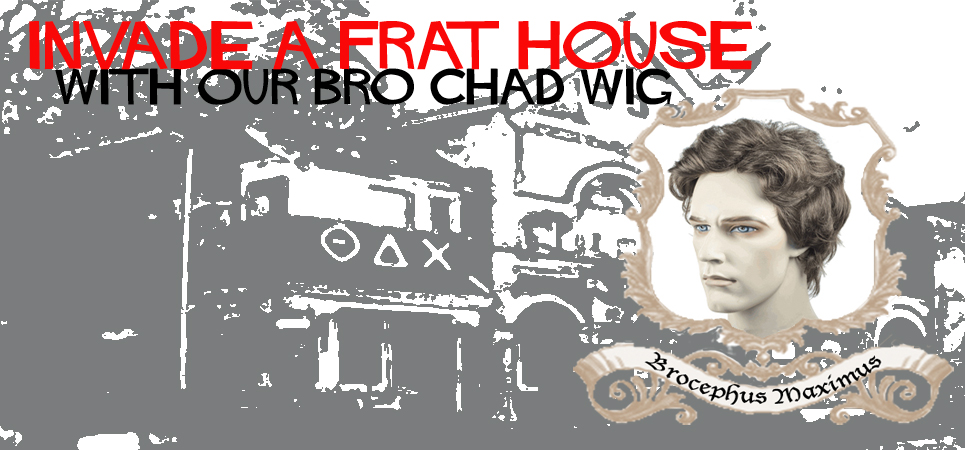 INVADE A FRAT HOUSE
WITH OUR BRO CHAD WIG
ΘΔΧ
Brocephus Maximus